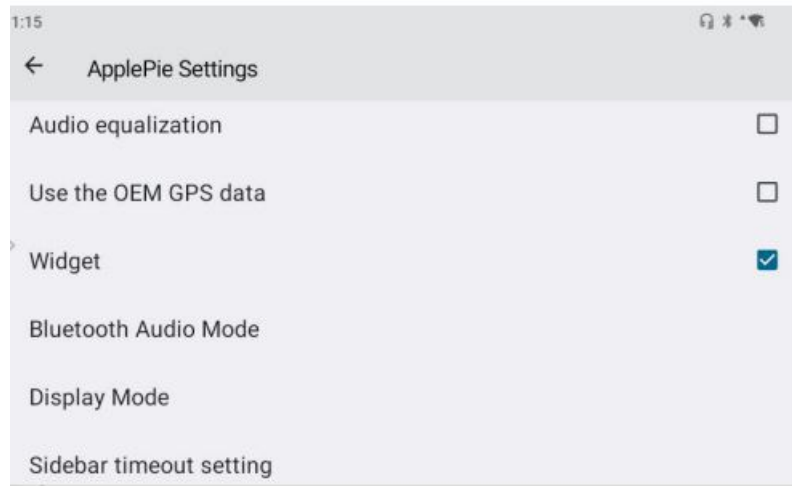 1:15
ApplePie Settings
Audio equalization
Use the OEM GPS data
Widget
Bluetooth Audio Mode
Display Mode
Sidebar timeout setting